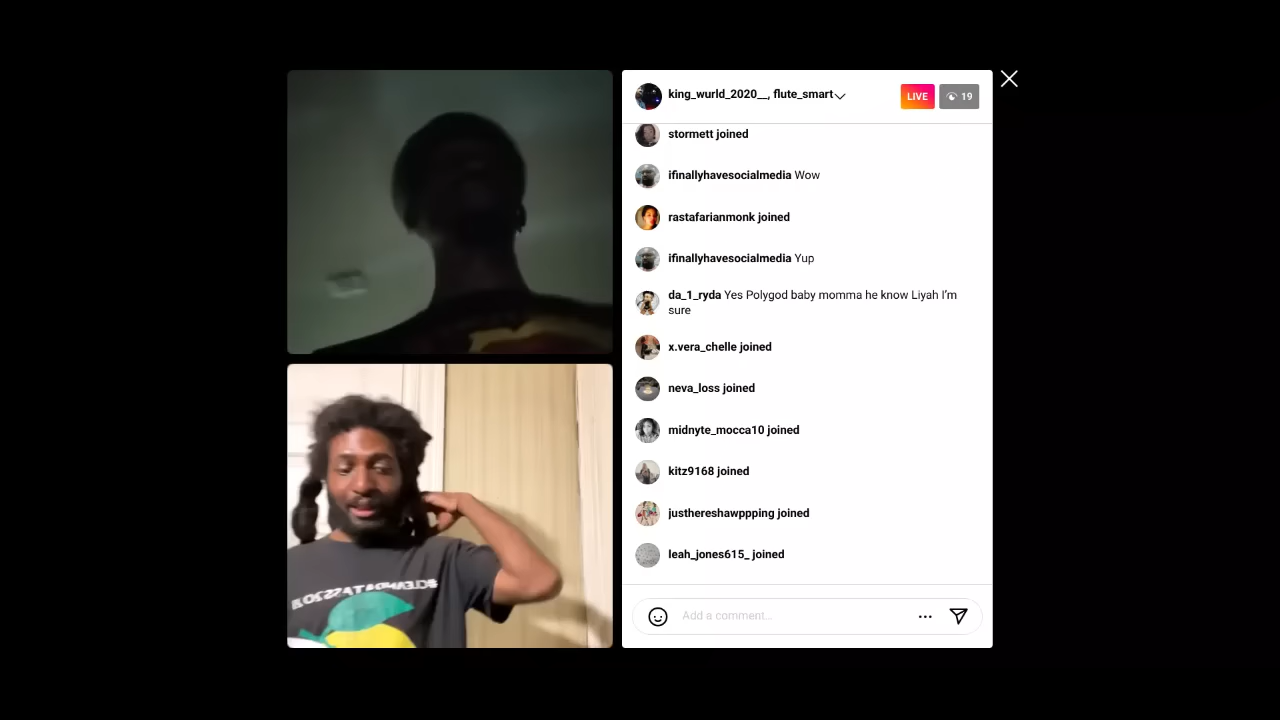 king_wurld_2020__, flute_smart
LIVE
19
stormett joined
ifinallyhavesocialmedia Wow
rastafarianmonk joined
ifinallyhavesocialmedia Yup
da_1_ryda Yes Polygod baby momma he know Liyah I’m
sure
x.vera_chelle joined
neva_loss joined
midnyte_mocca10 joined
kitz9168 joined
justhereshawppping joined
leah_jones615_ joined
Add a comment...